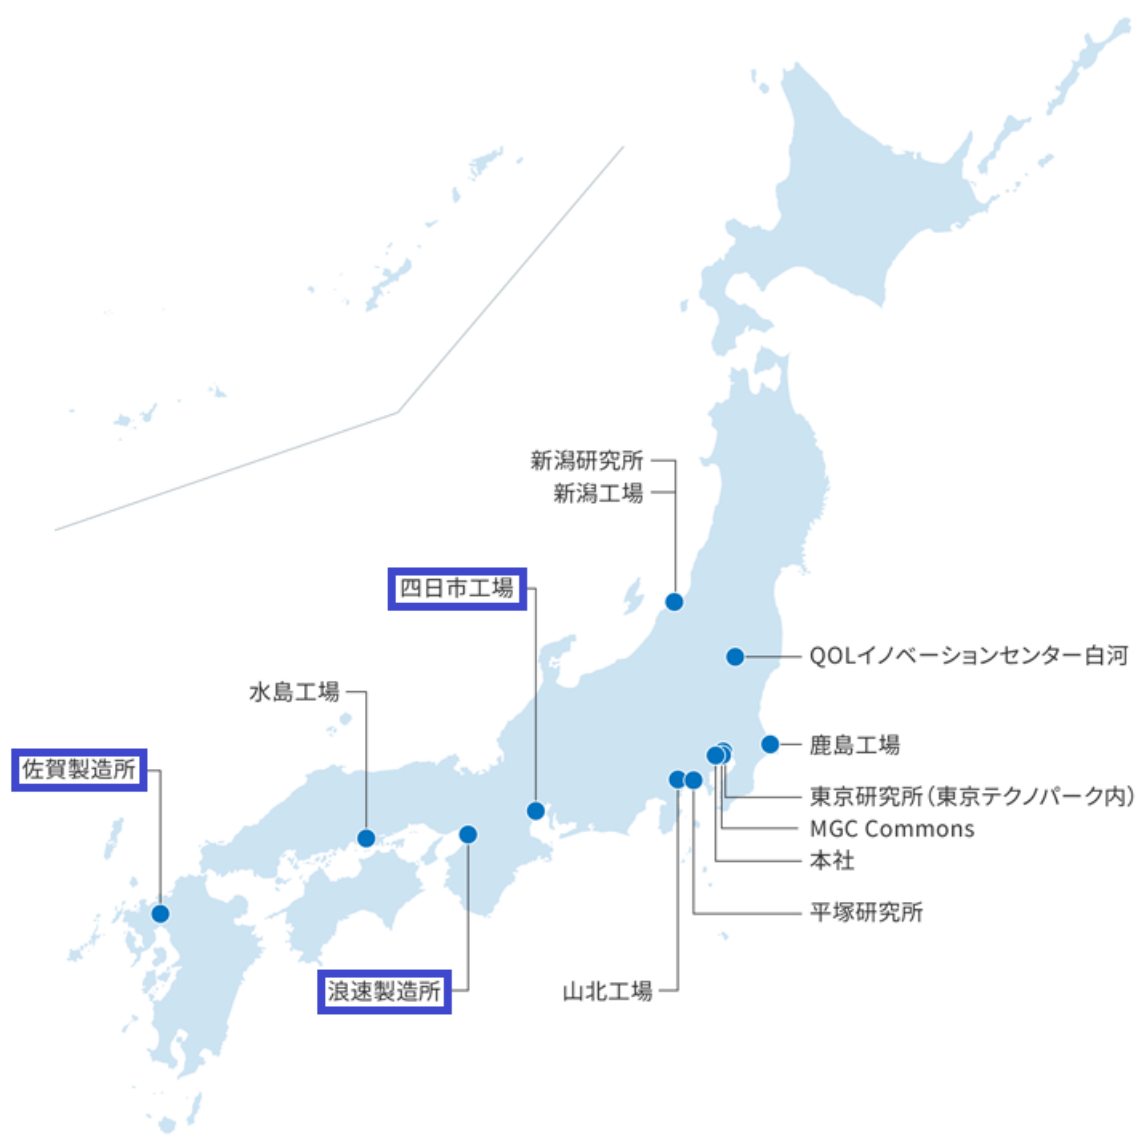 新潟研究所
新潟工場
四日市工場
QOLイノベーションセンター白河
水島工場
鹿島工場
佐賀製造所
東京研究所(東京テクノパーク内)
MGC Commons
本社
平塚研究所
浪速製造所
山北工場